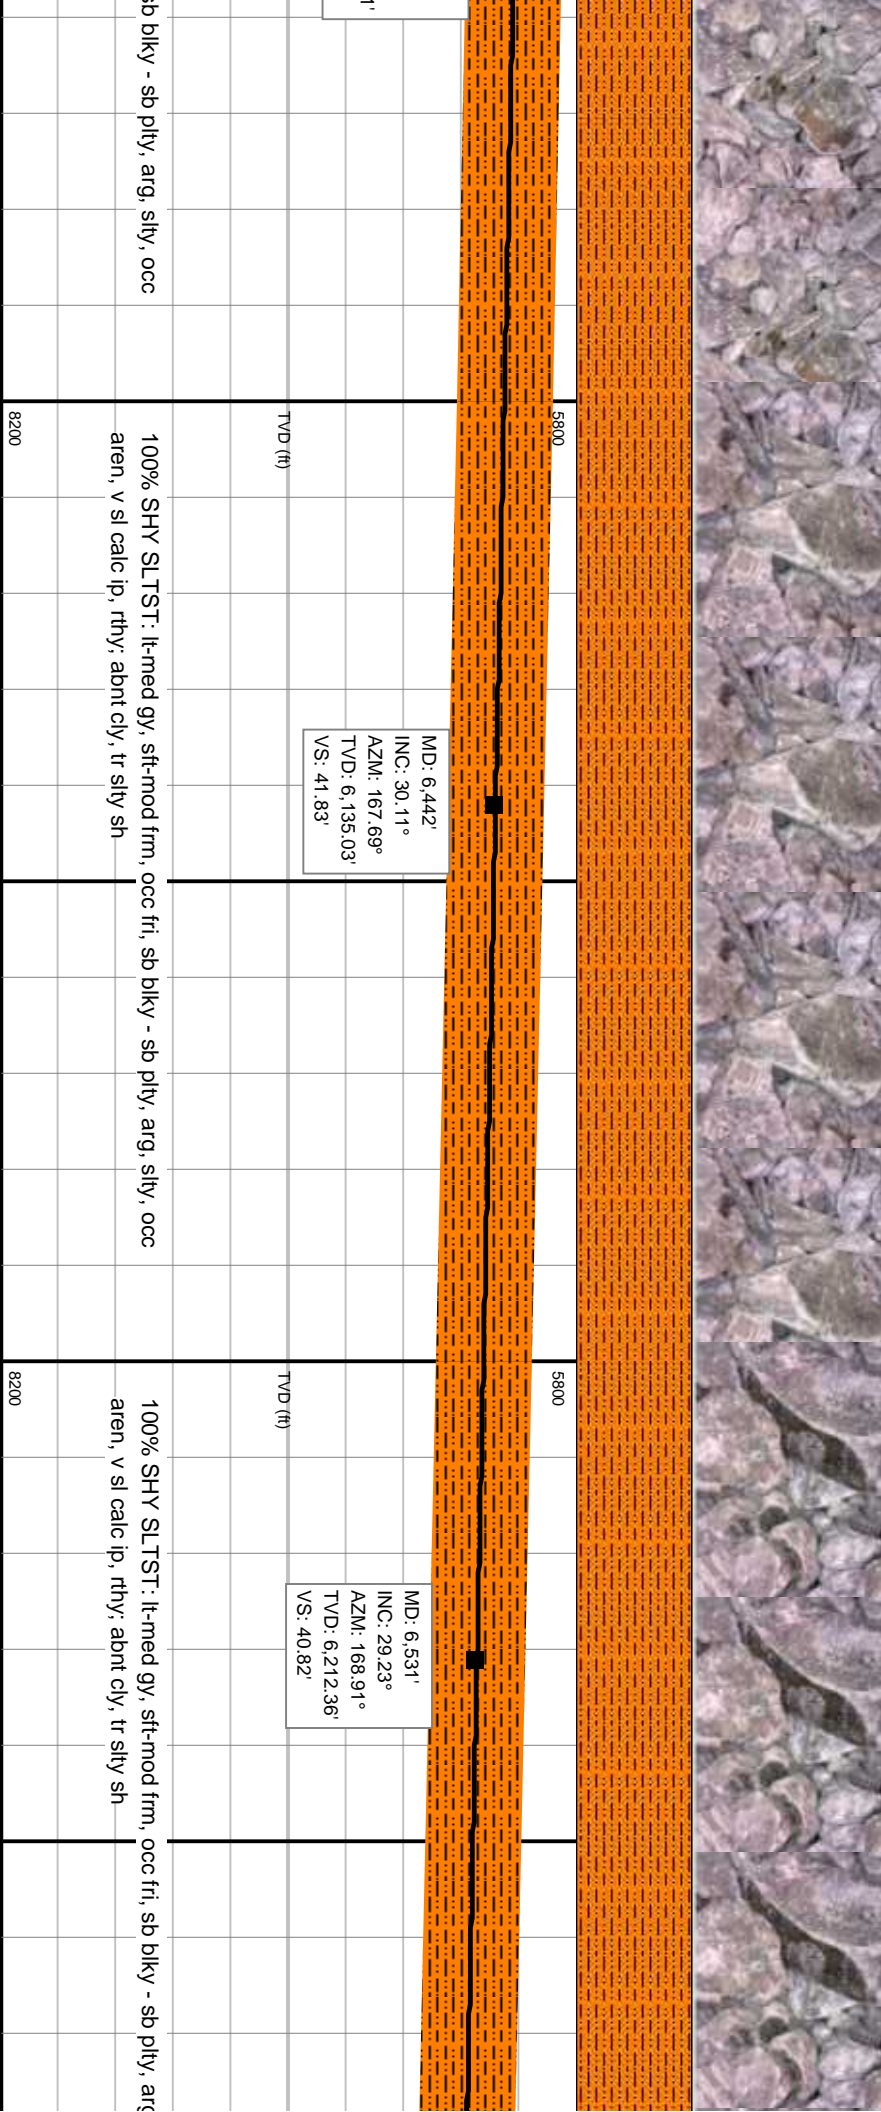 1'
sb blky - sb plty, arg, slty, occ
5800
TVD (ft)
8200
100% SHY SLTST: lt-med gy, sft-mod frm, occ fri, sb blky - sb plty, arg, slty, occ
aren, v sl calc ip, rthy; abnt cly, tr slty sh
MD: 6,442'
INC: 30.11°
AZM: 167.69°
TVD: 6,135.03'
VS: 41.83'
5800
TVD (ft)
8200
100% SHY SLTST: lt-med gy, sft-mod frm, occ fri, sb blky - sb plty, arg
aren, v sl calc ip, rthy; abnt cly, tr slty sh
MD: 6,531'
INC: 29.23°
AZM: 168.91°
TVD: 6,212.36'
VS: 40.82'